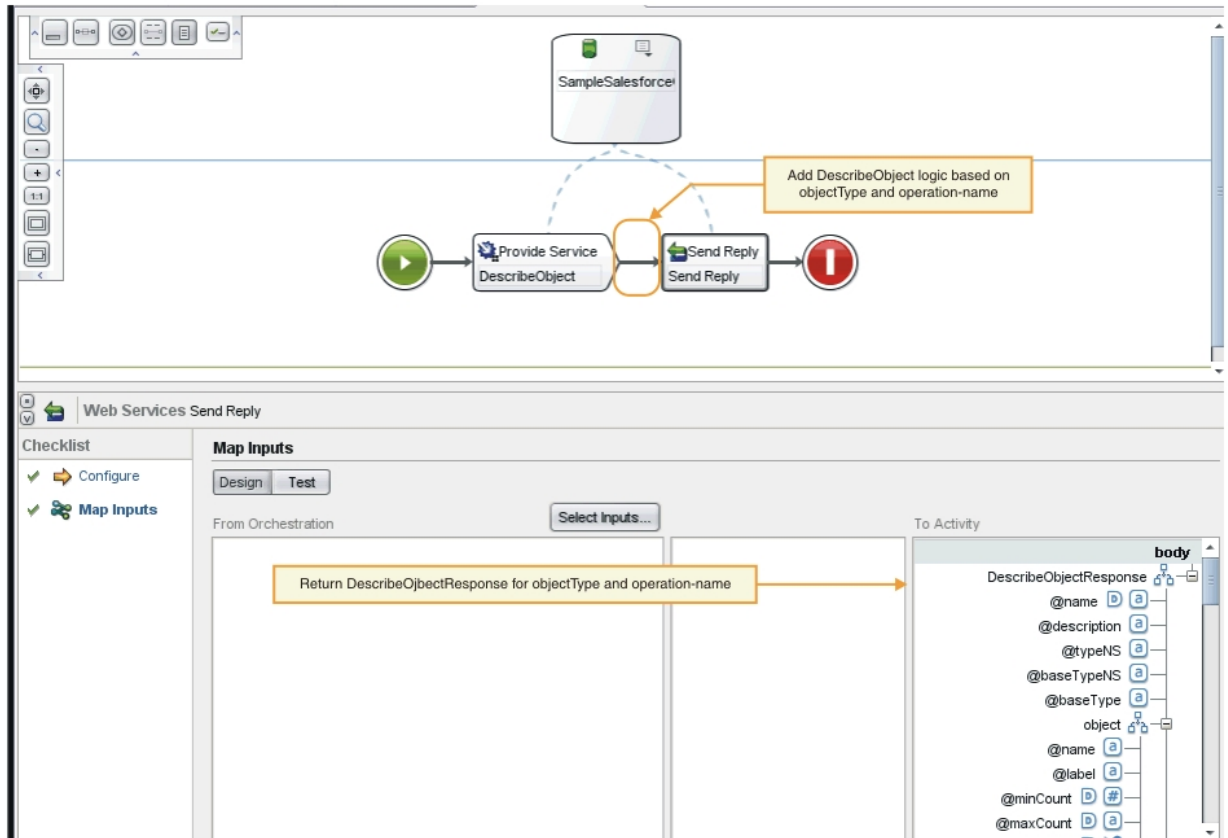 SampleSalesforce
Add DescribeObject logic based on
objectType and operation-name
1:1
Provide Service
DescribeObject
Send Reply
Send Reply
Web Services Send Reply
Checklist
Configure
Map Inputs
Map Inputs
Design Test
From Orchestration
Select Inputs...
To Activity
body
Return DescribeOjbectResponse for objectType and operation-name
DescribeObjectResponse
@name D a
@description a
@typeNS a
@baseTypeNS a
@baseType a
object
@name a
@label a
@minCount D #
@maxCount D a